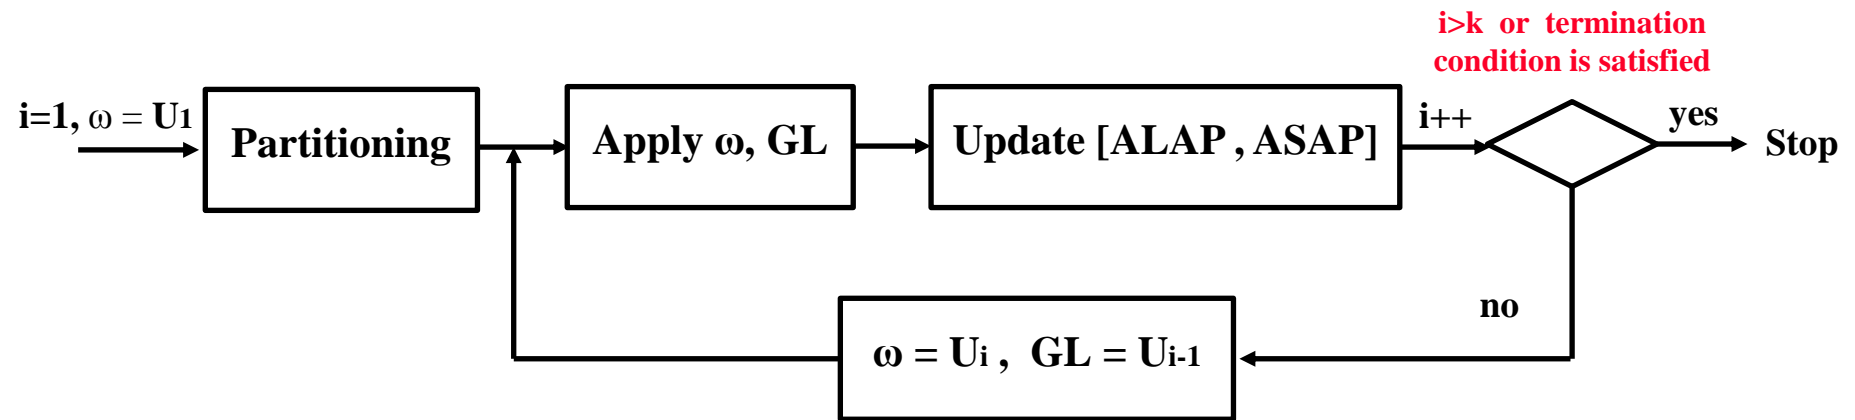 i>k or termination
condition is satisfied
i=1, ω = U1
Partitioning
Apply ω, GL
Update [ALAP , ASAP]
i++
yes
Stop
no
ω = Ui , GL = Ui-1